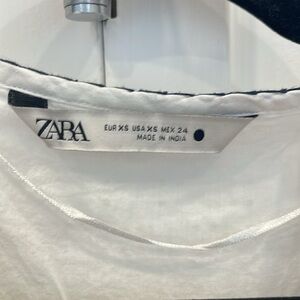 ZARA
EUR XS USA XS MEX 24
MADE IN INDIA